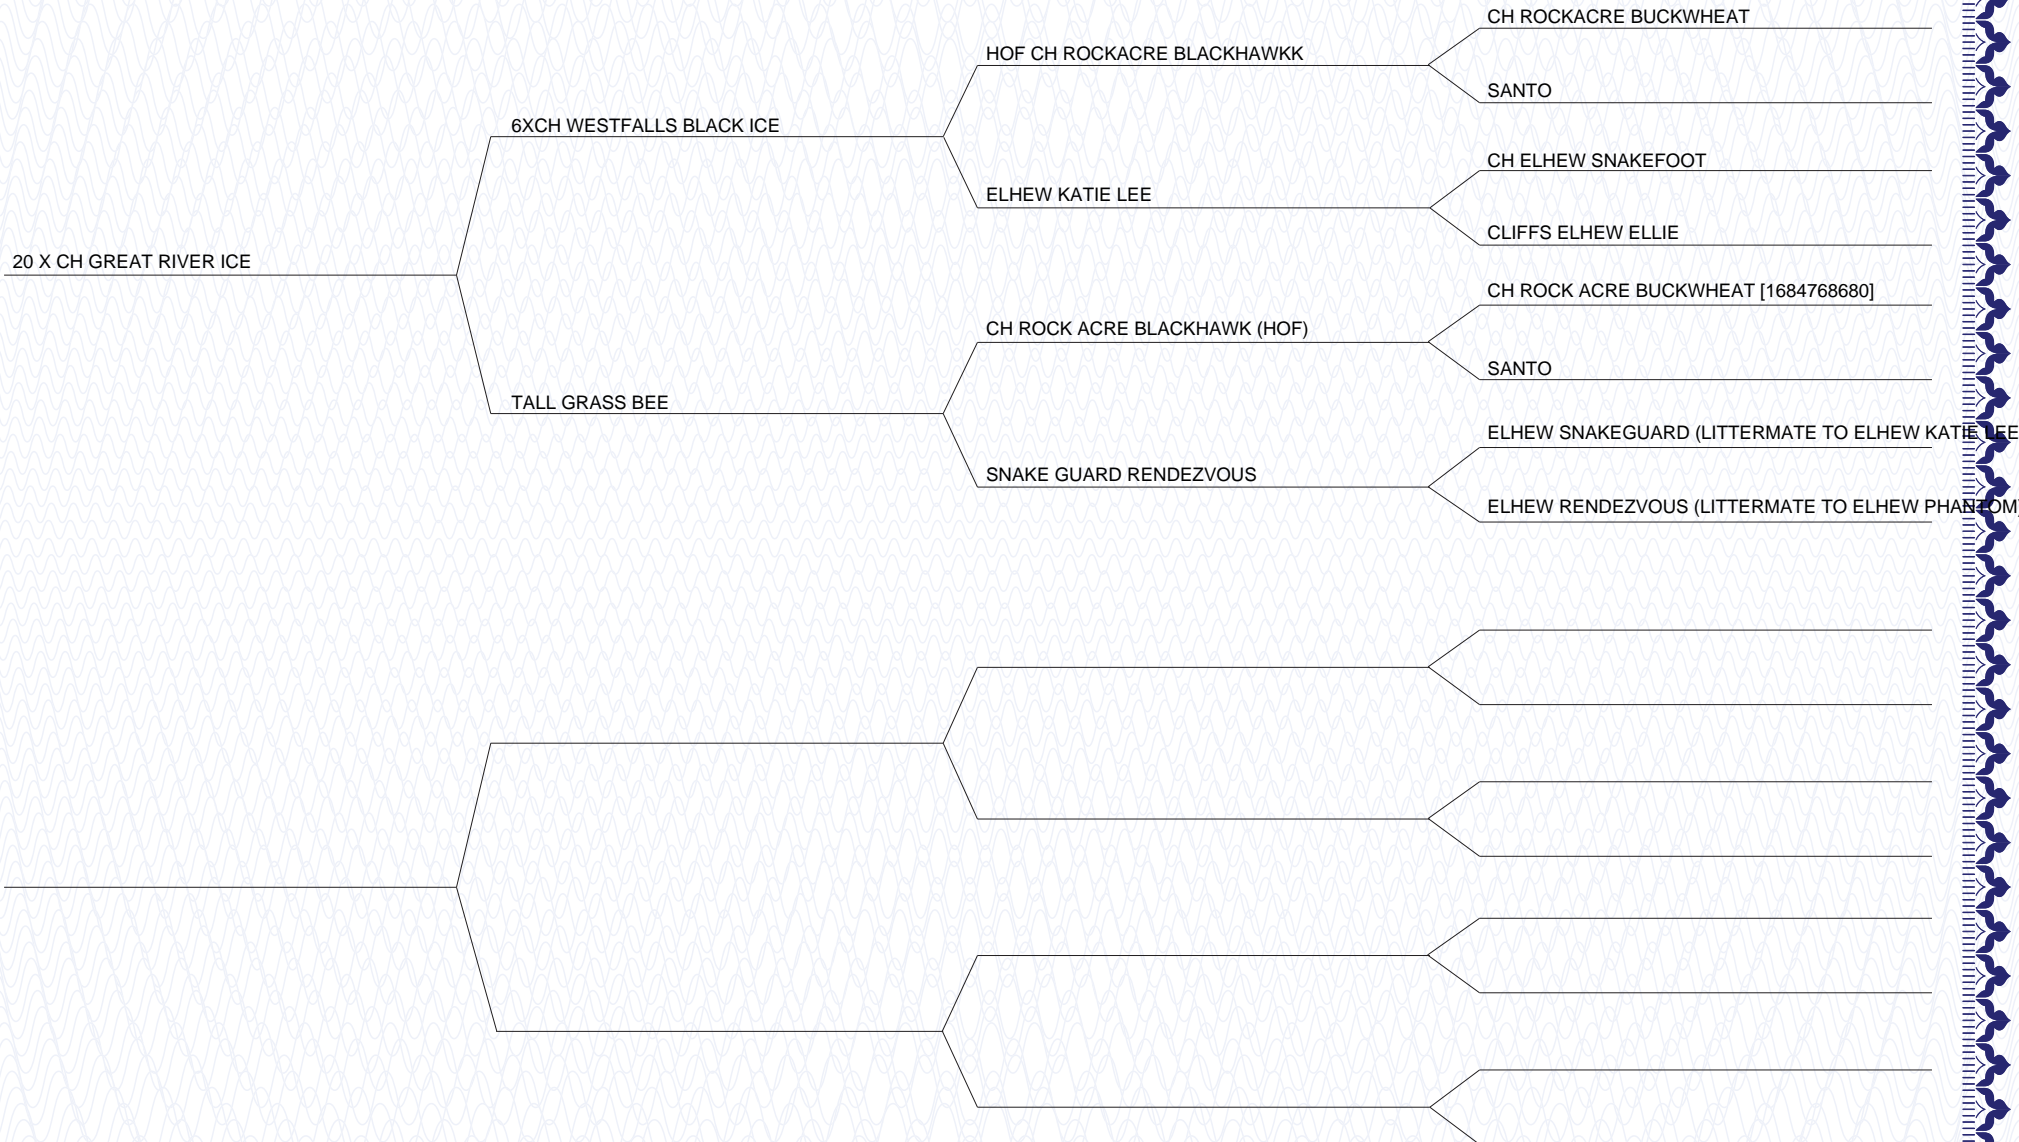 CH ROCKACRE BUCKWHEAT
HOF CH ROCKACRE BLACKHAWKK
SANTO
6XCH WESTFALLS BLACK ICE
CH ELHEW SNAKEFOOT
ELHEW KATIE LEE
CLIFFS ELHEW ELLIE
20 X CH GREAT RIVER ICE
CH ROCK ACRE BUCKWHEAT [1684768680]
CH ROCK ACRE BLACKHAWK (HOF)
SANTO
TALL GRASS BEE
ELHEW SNAKEGUARD (LITTERMATE TO ELHEW KATIE LEE
SNAKE GUARD RENDEZVOUS
ELHEW RENDEZVOUS (LITTERMATE TO ELHEW PHANTOM)